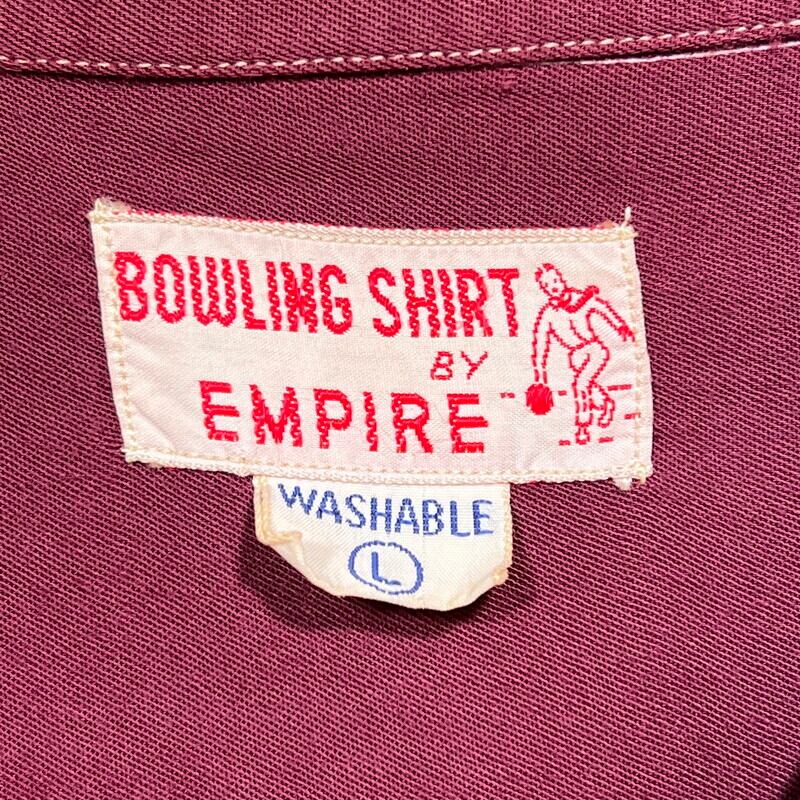 BOWLING SHIRT
BY
EMPIRE
WASHABLE
L